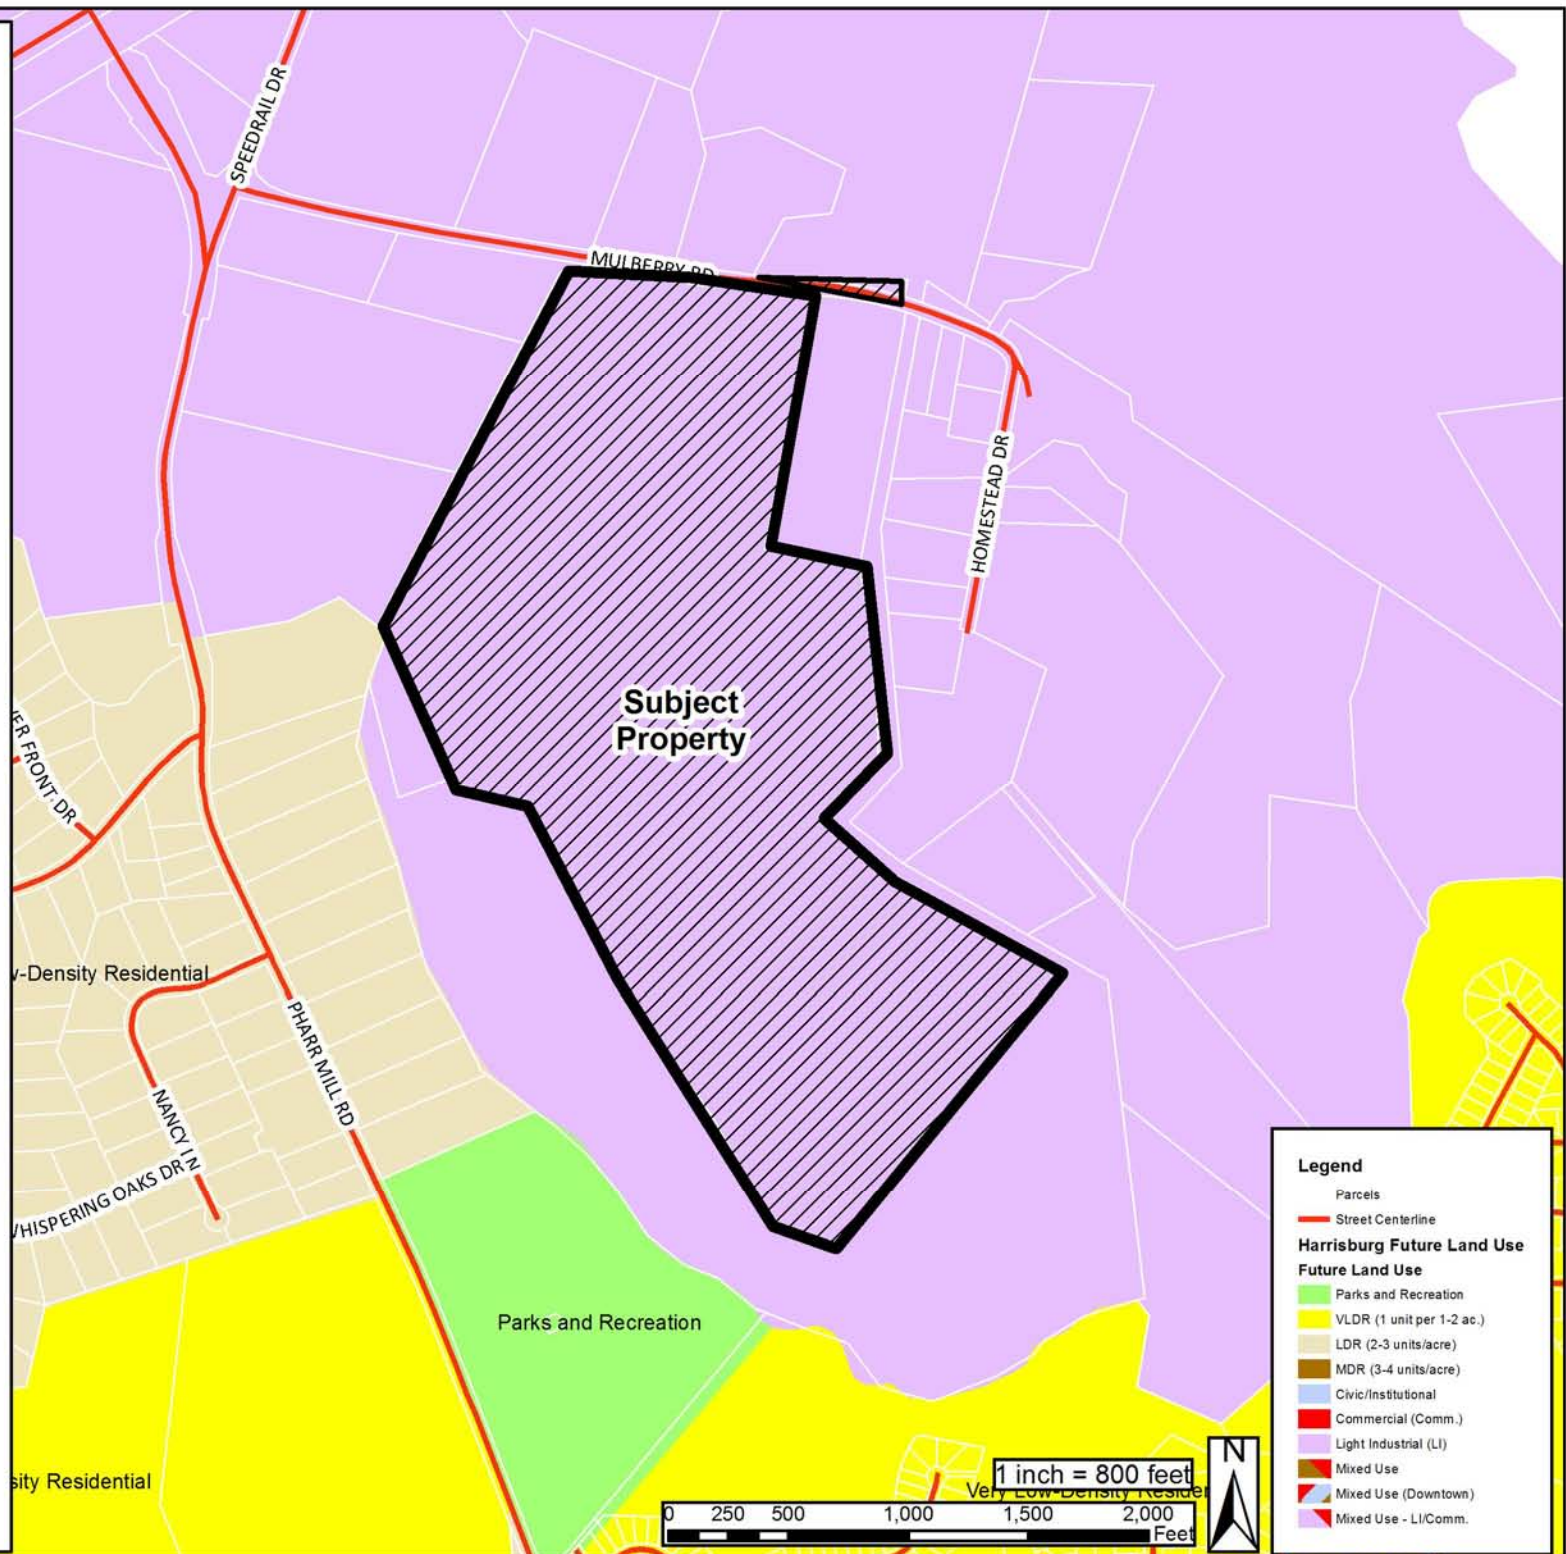 SPEEDRAIL DR
MULBERRY RD
HOMESTEAD DR
Subject
Property
ER FRONT DR
-Density Residential
PHARR MILL RD
NANCY LN
WHISPERING OAKS DR
Parks and Recreation
sity Residential
Very Low-Density Reside
1 inch = 800 feet
N
0 250 500 1,000 1,500 2,000
Feet
Legend
Parcels
Street Centerline
Harrisburg Future Land Use
Future Land Use
Parks and Recreation
VLDR (1 unit per 1-2 ac.)
LDR (2-3 units/acre)
MDR (3-4 units/acre)
Civic/Institutional
Commercial (Comm.)
Light Industrial (LI)
Mixed Use
Mixed Use (Downtown)
Mixed Use - LI/Comm.